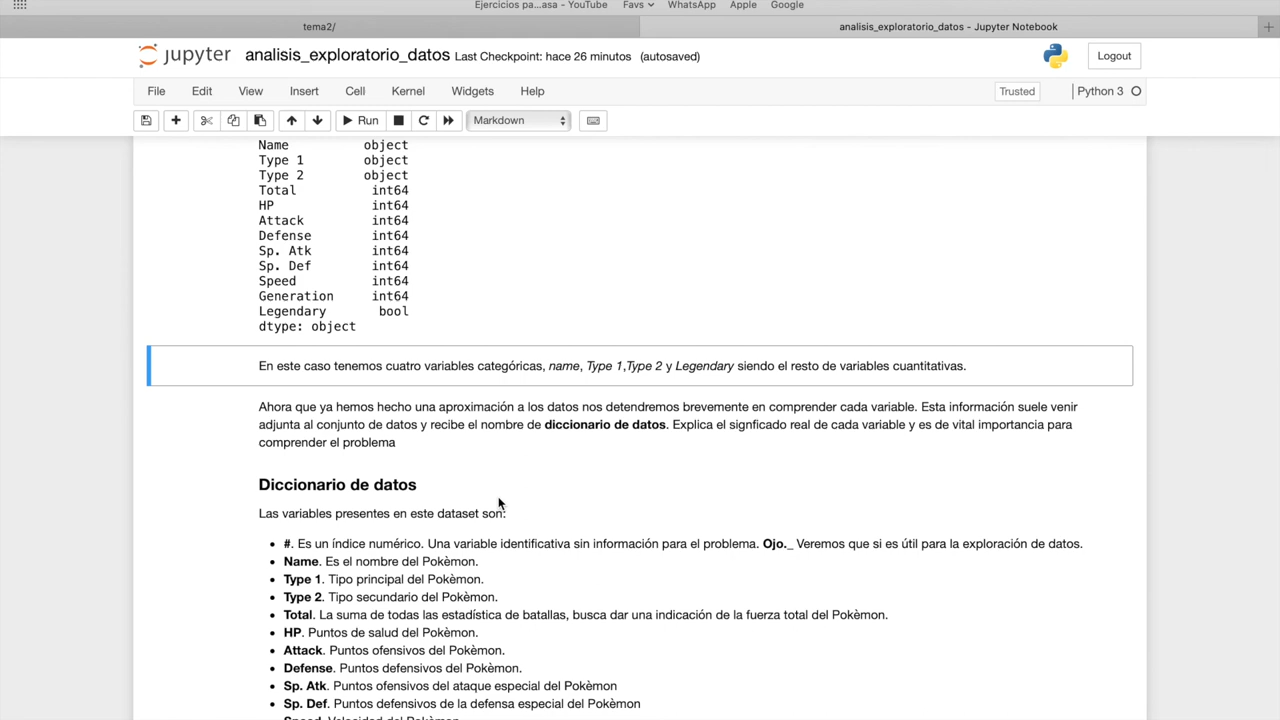 Ejercicios pa...asa - YouTube Favs WhatsApp Apple Google
tema2/ analisis_exploratorio_datos - Jupyter Notebook
jupyter analisis_exploratorio_datos Last Checkpoint: hace 26 minutos (autosaved) Logout
File Edit View Insert Cell Kernel Widgets Help Trusted Python 3
Run Markdown
Name object
Type 1 object
Type 2 object
Total int64
HP int64
Attack int64
Defense int64
Sp. Atk int64
Sp. Def int64
Speed int64
Generation int64
Legendary bool
dtype: object
En este caso tenemos cuatro variables categóricas, name, Type 1,Type 2 y Legendary siendo el resto de variables cuantitativas.
Ahora que ya hemos hecho una aproximación a los datos nos detendremos brevemente en comprender cada variable. Esta información suele venir
adjunta al conjunto de datos y recibe el nombre de diccionario de datos. Explica el signficado real de cada variable y es de vital importancia para
comprender el problema
Diccionario de datos
Las variables presentes en este dataset son:
• #. Es un índice numérico. Una variable identificativa sin información para el problema. Ojo._ Veremos que si es útil para la exploración de datos.
• Name. Es el nombre del Pokèmon.
• Type 1. Tipo principal del Pokèmon.
• Type 2. Tipo secundario del Pokèmon.
• Total. La suma de todas las estadística de batallas, busca dar una indicación de la fuerza total del Pokèmon.
• HP. Puntos de salud del Pokèmon.
• Attack. Puntos ofensivos del Pokèmon.
• Defense. Puntos defensivos del Pokèmon.
• Sp. Atk. Puntos ofensivos del ataque especial del Pokèmon
• Sp. Def. Puntos defensivos de la defensa especial del Pokèmon
• Speed. Velocidad del Pokèmon.